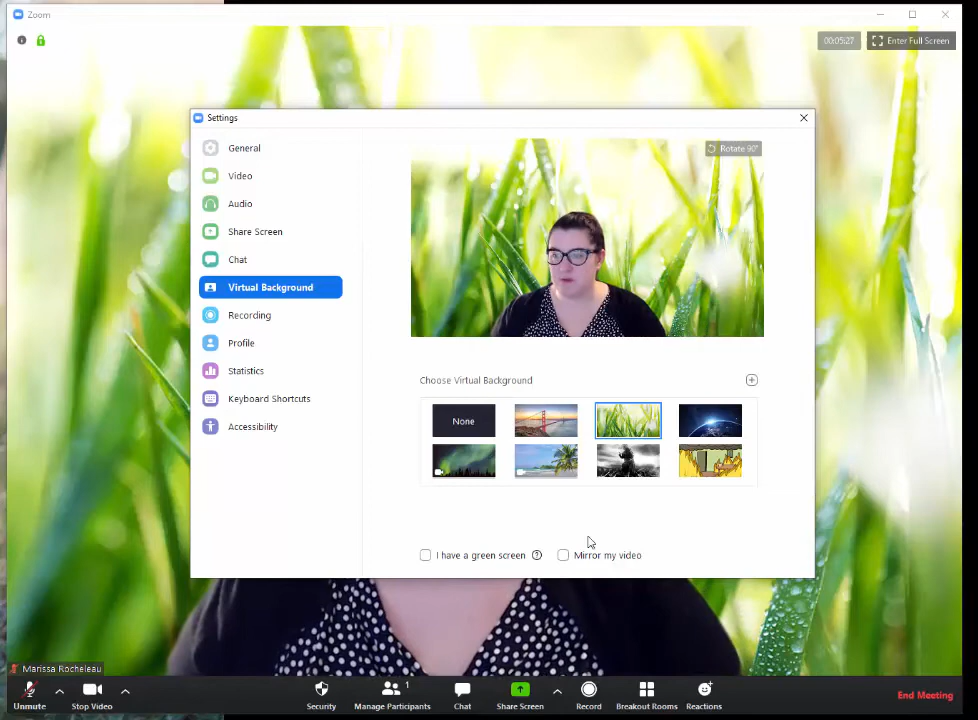 Zoom
00:05:27
Enter Full Screen
Settings
General
Video
Audio
Share Screen
Chat
Virtual Background
Recording
Profile
Statistics
Keyboard Shortcuts
Accessibility
Rotate 90°
Choose Virtual Background
None
I have a green screen
Mirror my video
Marissa Rocheleau
Unmute
Stop Video
Security
Manage Participants
1
Chat
Share Screen
Record
Breakout Rooms
Reactions
End Meeting